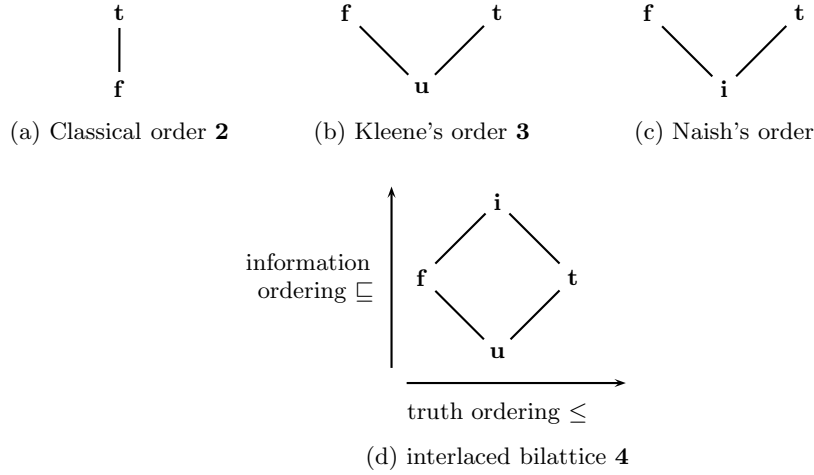 t
f
(a) Classical order 2
f t
u
(b) Kleene's order 3
f t
i
(c) Naish's order
information
ordering ⊑
i
f t
u
truth ordering ≤
(d) interlaced bilattice 4